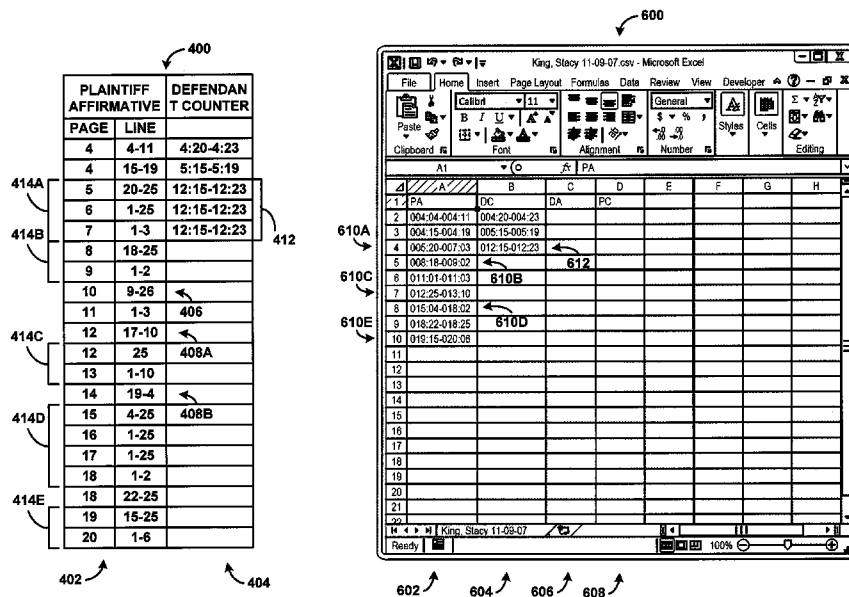 400
PLAINTIFF AFFIRMATIVE DEFENDAN T COUNTER
PAGE LINE
4 4-11 4:20-4:23
4 15-19 5:15-5:19
5 20-25 12:15-12:23
6 1-25 12:15-12:23
7 1-3 12:15-12:23
8 18-25
9 1-2
10 9-26
11 1-3 406
12 17-10
12 25 408A
13 1-10
14 19-4
15 4-25 408B
16 1-25
17 1-25
18 1-2
18 22-25
19 15-25
20 1-6
414A
414B
414C
414D
414E
412
402
404
600
King, Stacy 11-09-07.csv - Microsoft Excel
File Home Insert Page Layout Formulas Data Review View Developer
Calibri 11 General
Paste B I U A A $ % , Styles Cells Σ
Clipboard Font Alignment Number Editing
A1 fx PA
A B C D E F G H
1 PA DC DA PC
2 004:04-004:11 004:20-004:23
3 004:15-004:19 005:15-005:19
4 005:20-007:03 012:15-012:23
5 008:18-009:02 612
6 011:01-011:03 610B
7 012:25-013:10
8 015:04-018:02
9 018:22-018:25 610D
10 019:15-020:06
11
12
13
14
15
16
17
18
19
20
21
22
610A
610C
610E
King, Stacy 11-09-07
Ready 100%
602
604
606
608